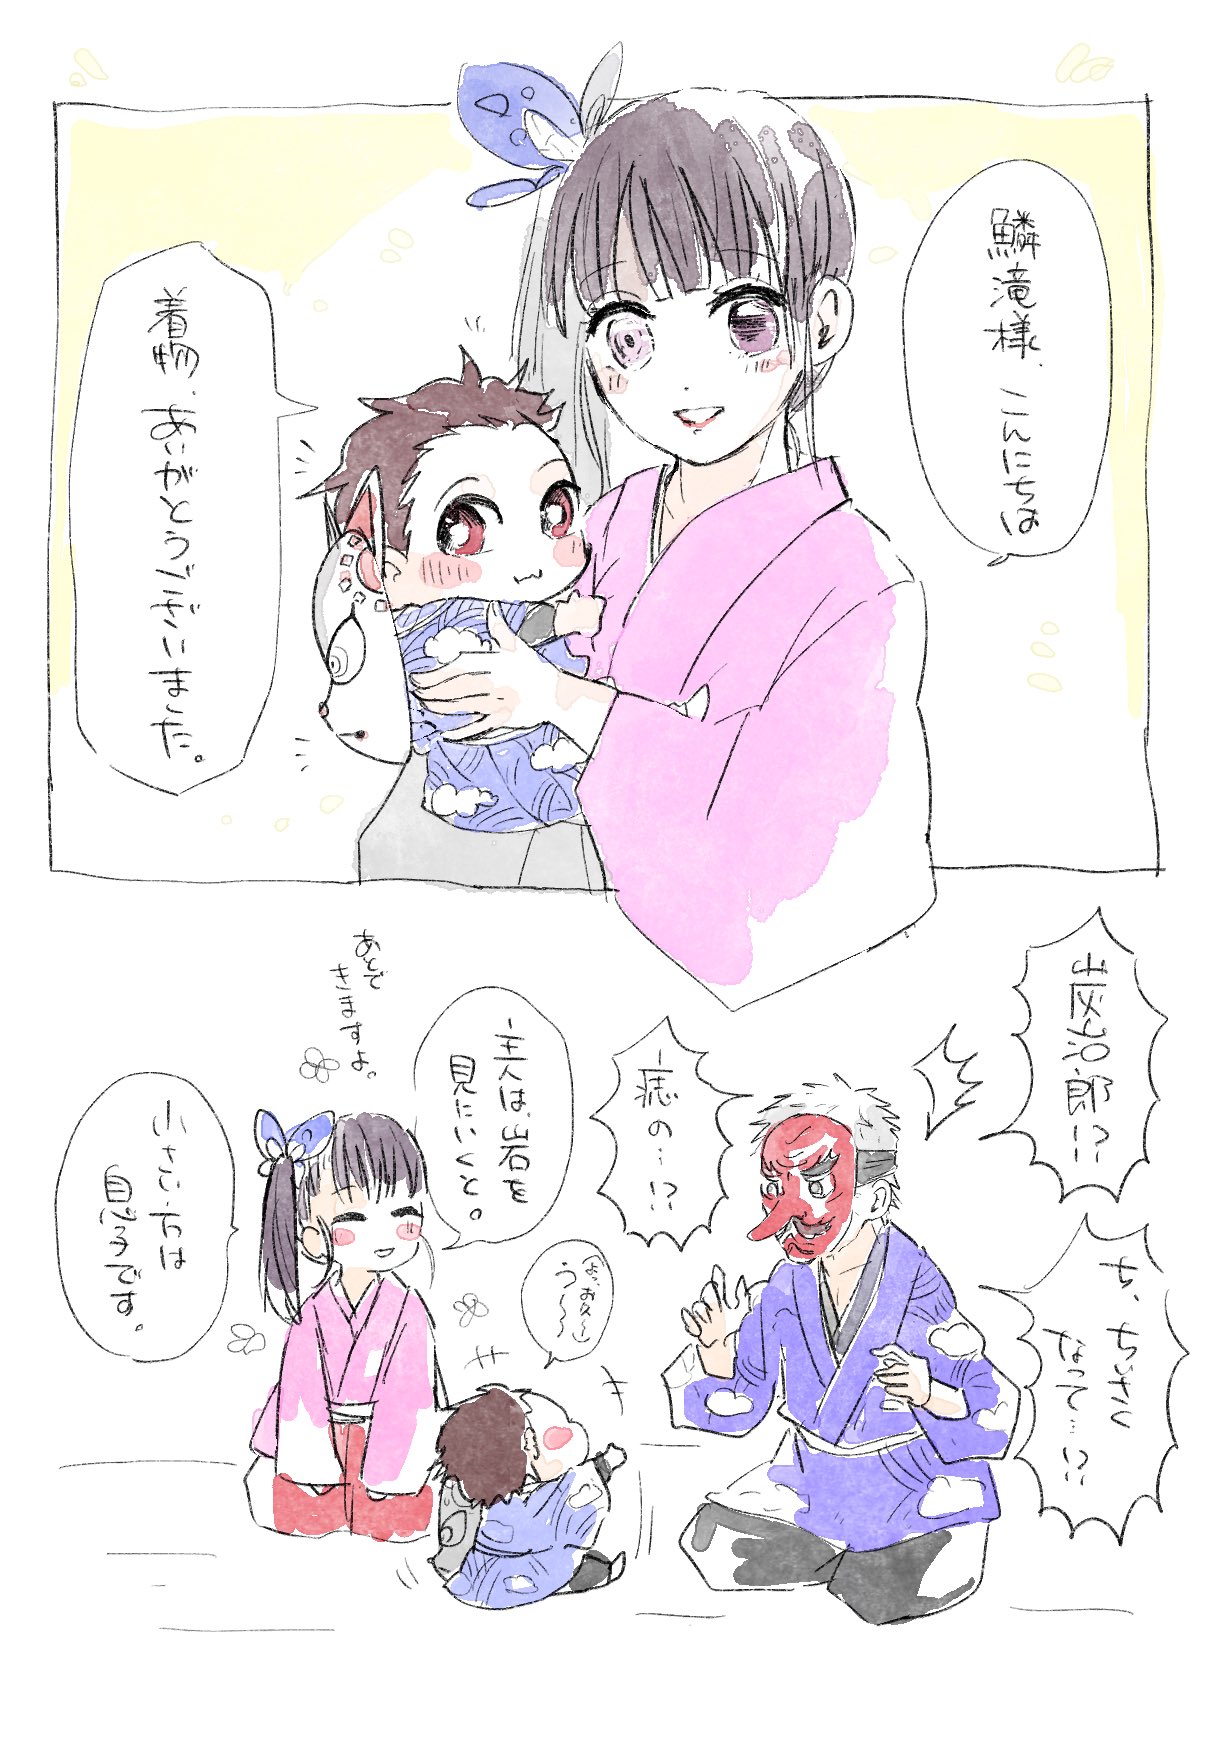 鱗滝様、こんにちは
着物、ありがとうございました。
炭治郎!?
ち、ちいさく
なって…!?
痣の…!?
主人は、岩を
見にいくと。
あとで
きますよ。
小さい方は
息子です。
う〜〜